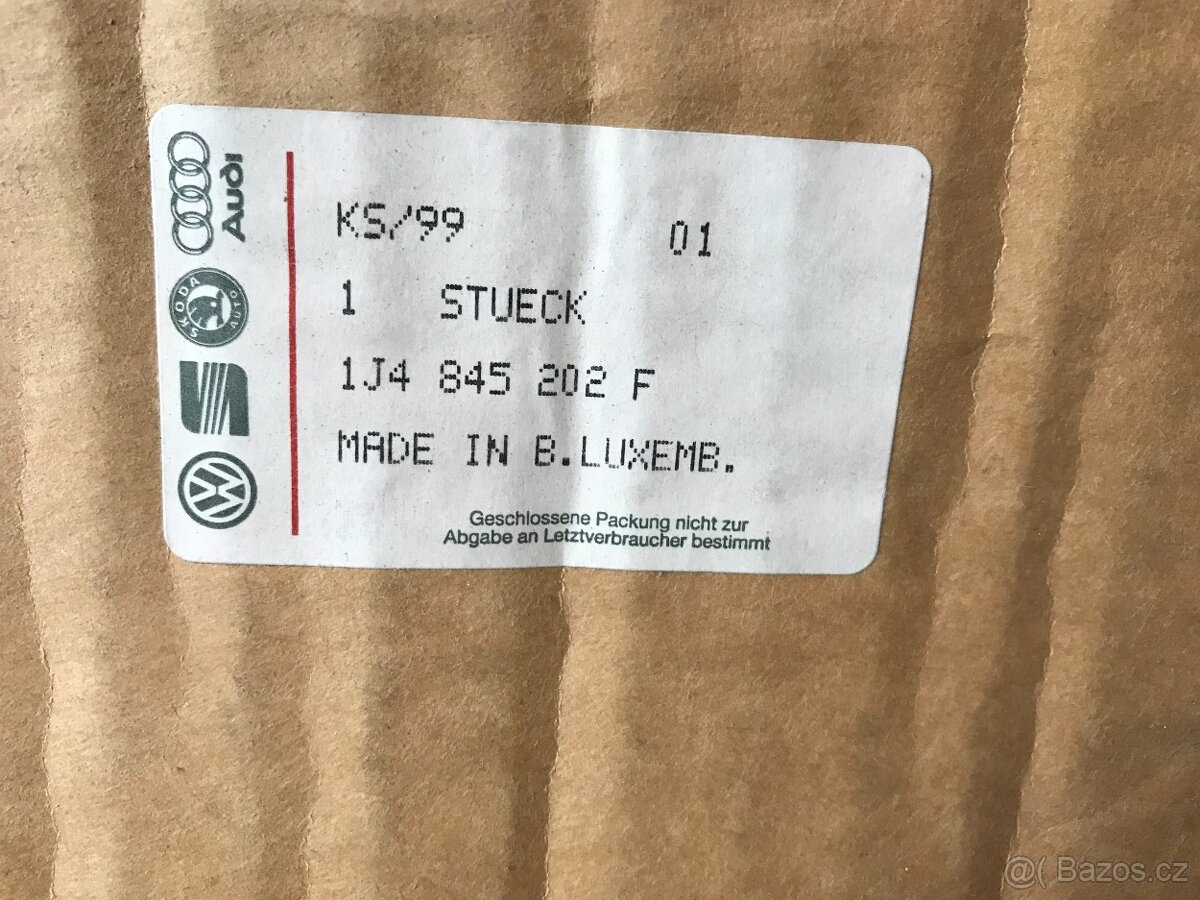 Audi
SKODA AUTO
KS/99 01
1 STUECK
1J4 845 202 F
MADE IN B.LUXEMB.
Geschlossene Packung nicht zur
Abgabe an Letztverbraucher bestimmt
@( Bazos.cz